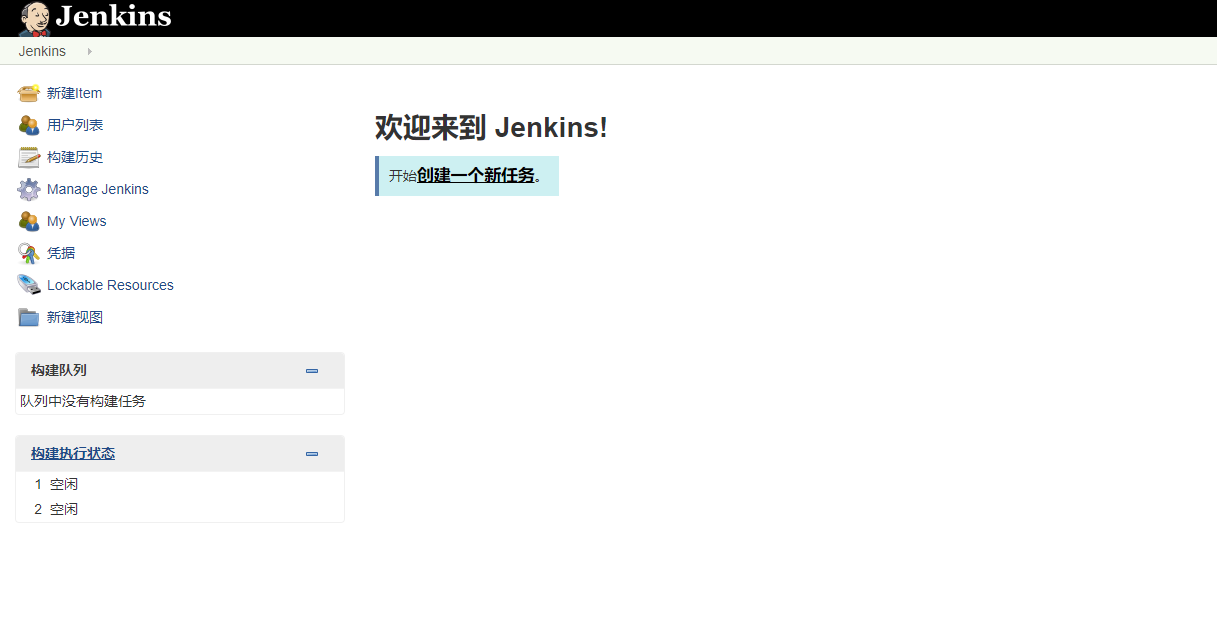 Jenkins
Jenkins
新建Item
用户列表
构建历史
Manage Jenkins
My Views
凭据
Lockable Resources
新建视图
构建队列
队列中没有构建任务
构建执行状态
1 空闲
2 空闲
欢迎来到 Jenkins!
开始创建一个新任务。